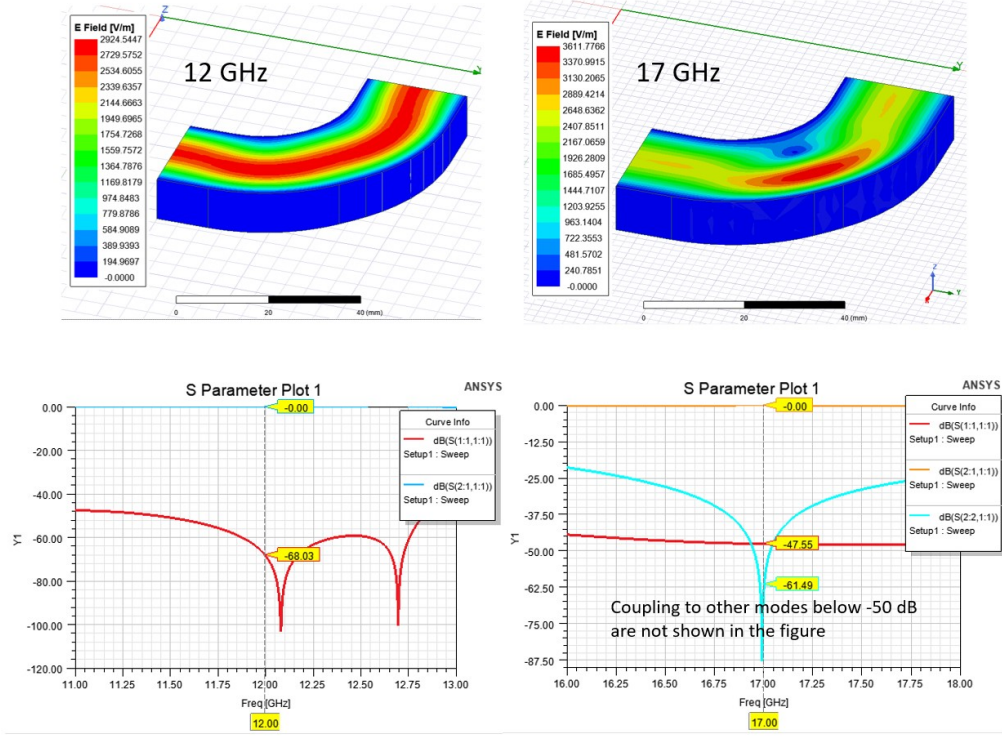 E Field [V/m]
2924.5447
2729.5752
2534.6055
2339.6357
2144.6663
1949.6965
1754.7268
1559.7572
1364.7876
1169.8179
974.8483
779.8786
584.9089
389.9393
194.9697
-0.0000
12 GHz
Z
Y
0
20
40 (mm)
E Field [V/m]
3611.7766
3370.9915
3130.2065
2889.4214
2648.6362
2407.8511
2167.0659
1926.2809
1685.4957
1444.7107
1203.9255
963.1404
722.3553
481.5702
240.7851
-0.0000
17 GHz
Y
Z
Y
0
20
40 (mm)
S Parameter Plot 1
ANSYS
Y1
0.00
-20.00
-40.00
-60.00
-80.00
-100.00
-120.00
-0.00
-68.03
Curve Info
dB(S(1:1,1:1))
Setup1 : Sweep
dB(S(2:1,1:1))
Setup1 : Sweep
11.00 11.25 11.50 11.75 12.00 12.25 12.50 12.75 13.00
Freq [GHz]
12.00
S Parameter Plot 1
ANSYS
Y1
0.00
-12.50
-25.00
-37.50
-50.00
-62.50
-75.00
-87.50
-0.00
-47.55
-61.49
Curve Info
dB(S(1:1,1:1))
Setup1 : Sweep
dB(S(2:1,1:1))
Setup1 : Sweep
dB(S(2:2,1:1))
Setup1 : Sweep
Coupling to other modes below -50 dB
are not shown in the figure
16.00 16.25 16.50 16.75 17.00 17.25 17.50 17.75 18.00
Freq [GHz]
17.00